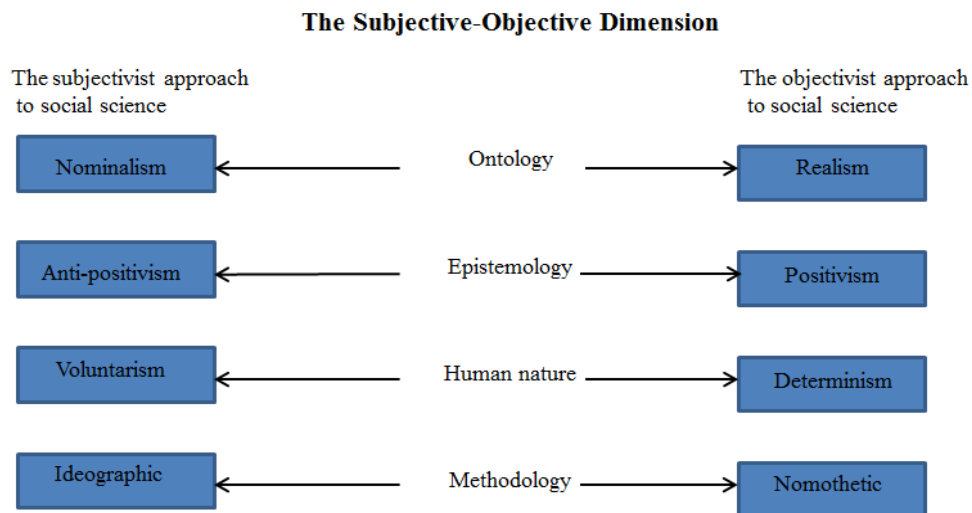 The Subjective-Objective Dimension
The subjectivist approach
to social science
The objectivist approach
to social science
Nominalism
Ontology
Realism
Anti-positivism
Epistemology
Positivism
Voluntarism
Human nature
Determinism
Ideographic
Methodology
Nomothetic